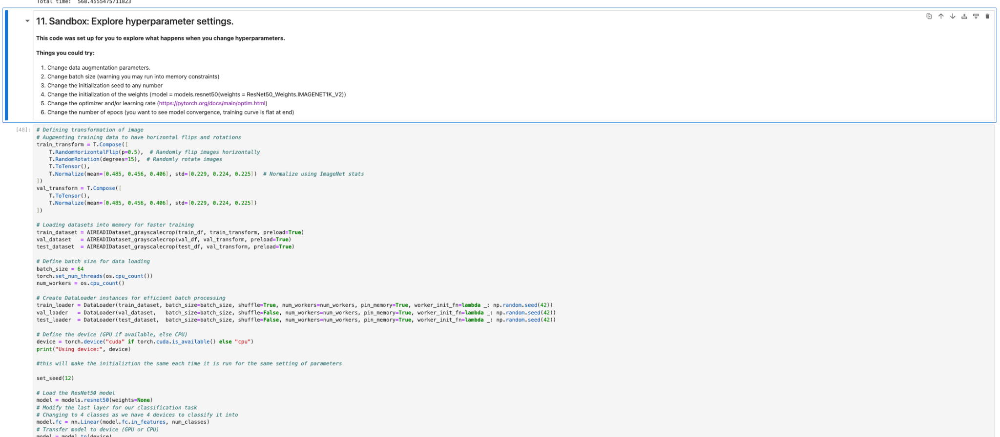 Total time:  568.4555475711823
11. Sandbox: Explore hyperparameter settings.
This code was set up for you to explore what happens when you change hyperparameters.
Things you could try:
1. Change data augmentation parameters.
2. Change batch size (warning you may run into memory constraints)
3. Change the initialization seed to any number
4. Change the initialization of the weights (model = models.resnet50(weights = ResNet50_Weights.IMAGENET1K_V2))
5. Change the optimizer and/or learning rate (https://pytorch.org/docs/main/optim.html)
6. Change the number of epocs (you want to see model convergence, training curve is flat at end)
[48]: # Defining transformation of image
# Augmenting training data to have horizontal flips and rotations
train_transform = T.Compose([
    T.RandomHorizontalFlip(p=0.5),  # Randomly flip images horizontally
    T.RandomRotation(degrees=15),  # Randomly rotate images
    T.ToTensor(),
    T.Normalize(mean=[0.485, 0.456, 0.406], std=[0.229, 0.224, 0.225])  # Normalize using ImageNet stats
])
val_transform = T.Compose([
    T.ToTensor(),
    T.Normalize(mean=[0.485, 0.456, 0.406], std=[0.229, 0.224, 0.225])
])
# Loading datasets into memory for faster training
train_dataset = AIREADIDataset_grayscalecrop(train_df, train_transform, preload=True)
val_dataset   = AIREADIDataset_grayscalecrop(val_df, val_transform, preload=True)
test_dataset  = AIREADIDataset_grayscalecrop(test_df, val_transform, preload=True)
# Define batch size for data loading
batch_size = 64
torch.set_num_threads(os.cpu_count())
num_workers = os.cpu_count()
# Create DataLoader instances for efficient batch processing
train_loader = DataLoader(train_dataset, batch_size=batch_size, shuffle=True, num_workers=num_workers, pin_memory=True, worker_init_fn=lambda _: np.random.seed(42))
val_loader   = DataLoader(val_dataset,   batch_size=batch_size, shuffle=False, num_workers=num_workers, pin_memory=True, worker_init_fn=lambda _: np.random.seed(42))
test_loader  = DataLoader(test_dataset,  batch_size=batch_size, shuffle=False, num_workers=num_workers, pin_memory=True, worker_init_fn=lambda _: np.random.seed(42))
# Define the device (GPU if available, else CPU)
device = torch.device("cuda" if torch.cuda.is_available() else "cpu")
print("Using device:", device)
#this will make the initializtion the same each time it is run for the same setting of parameters
set_seed(12)
# Load the ResNet50 model
model = models.resnet50(weights=None)
# Modify the last layer for our classification task
# Changing to 4 classes as we have 4 devices to classify it into
model.fc = nn.Linear(model.fc.in_features, num_classes)
# Transfer model to device (GPU or CPU)
model = model.to(device)